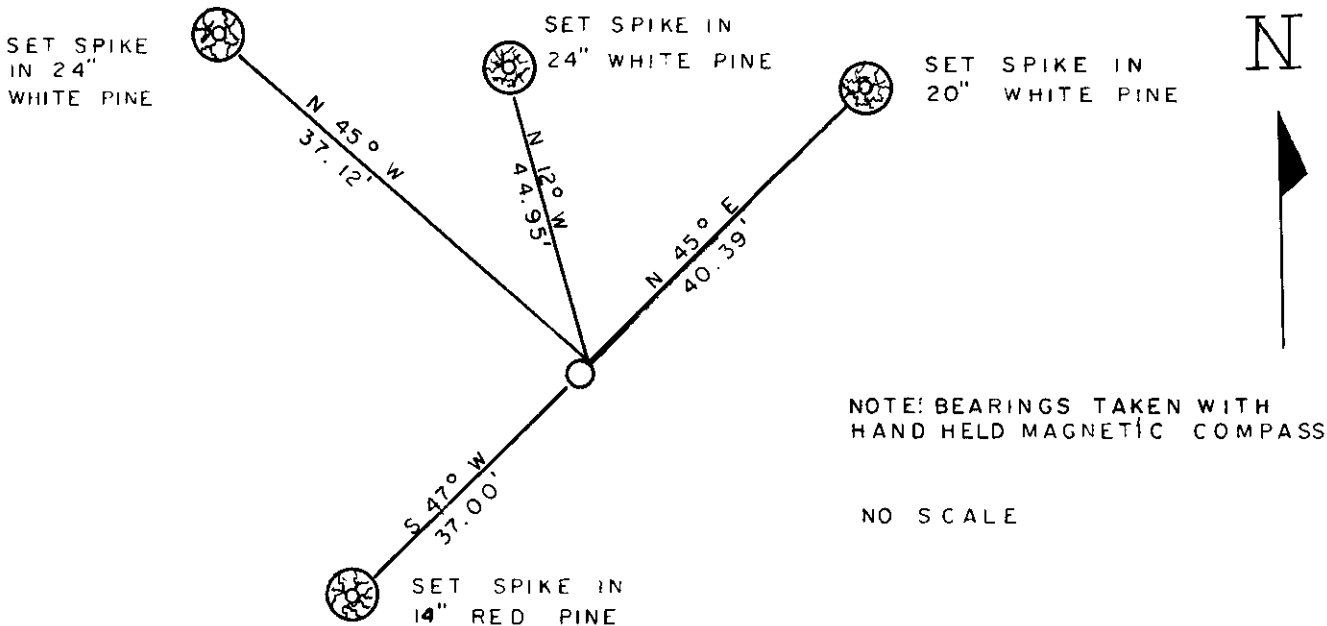 SET SPIKE
IN 24"
WHITE PINE
SET SPIKE IN
24" WHITE PINE
SET SPIKE IN
20" WHITE PINE
N
N 45° W
37.12'
N 12° W
44.95'
N 45° E
40.39'
NOTE: BEARINGS TAKEN WITH
HAND HELD MAGNETIC COMPASS
S 47° W
37.00'
NO SCALE
SET SPIKE IN
14" RED PINE